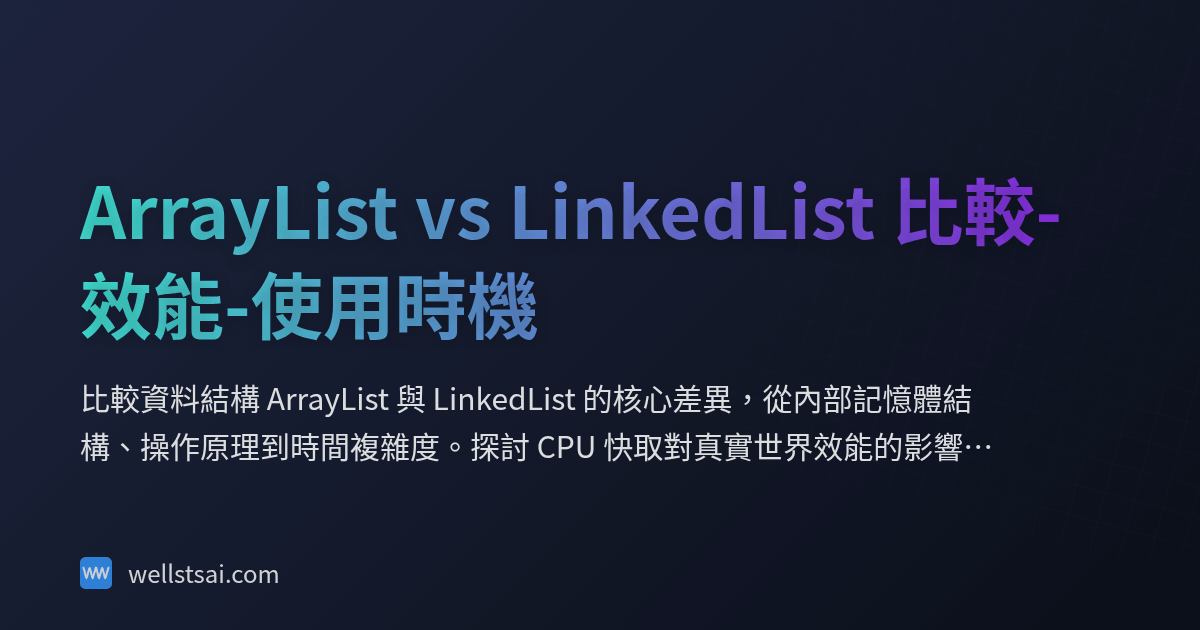 ArrayList vs LinkedList 比較-
效能-使用時機
比較資料結構 ArrayList 與 LinkedList 的核心差異，從內部記憶體結
構、操作原理到時間複雜度。探討 CPU 快取對真實世界效能的影響…
WW wellstsai.com